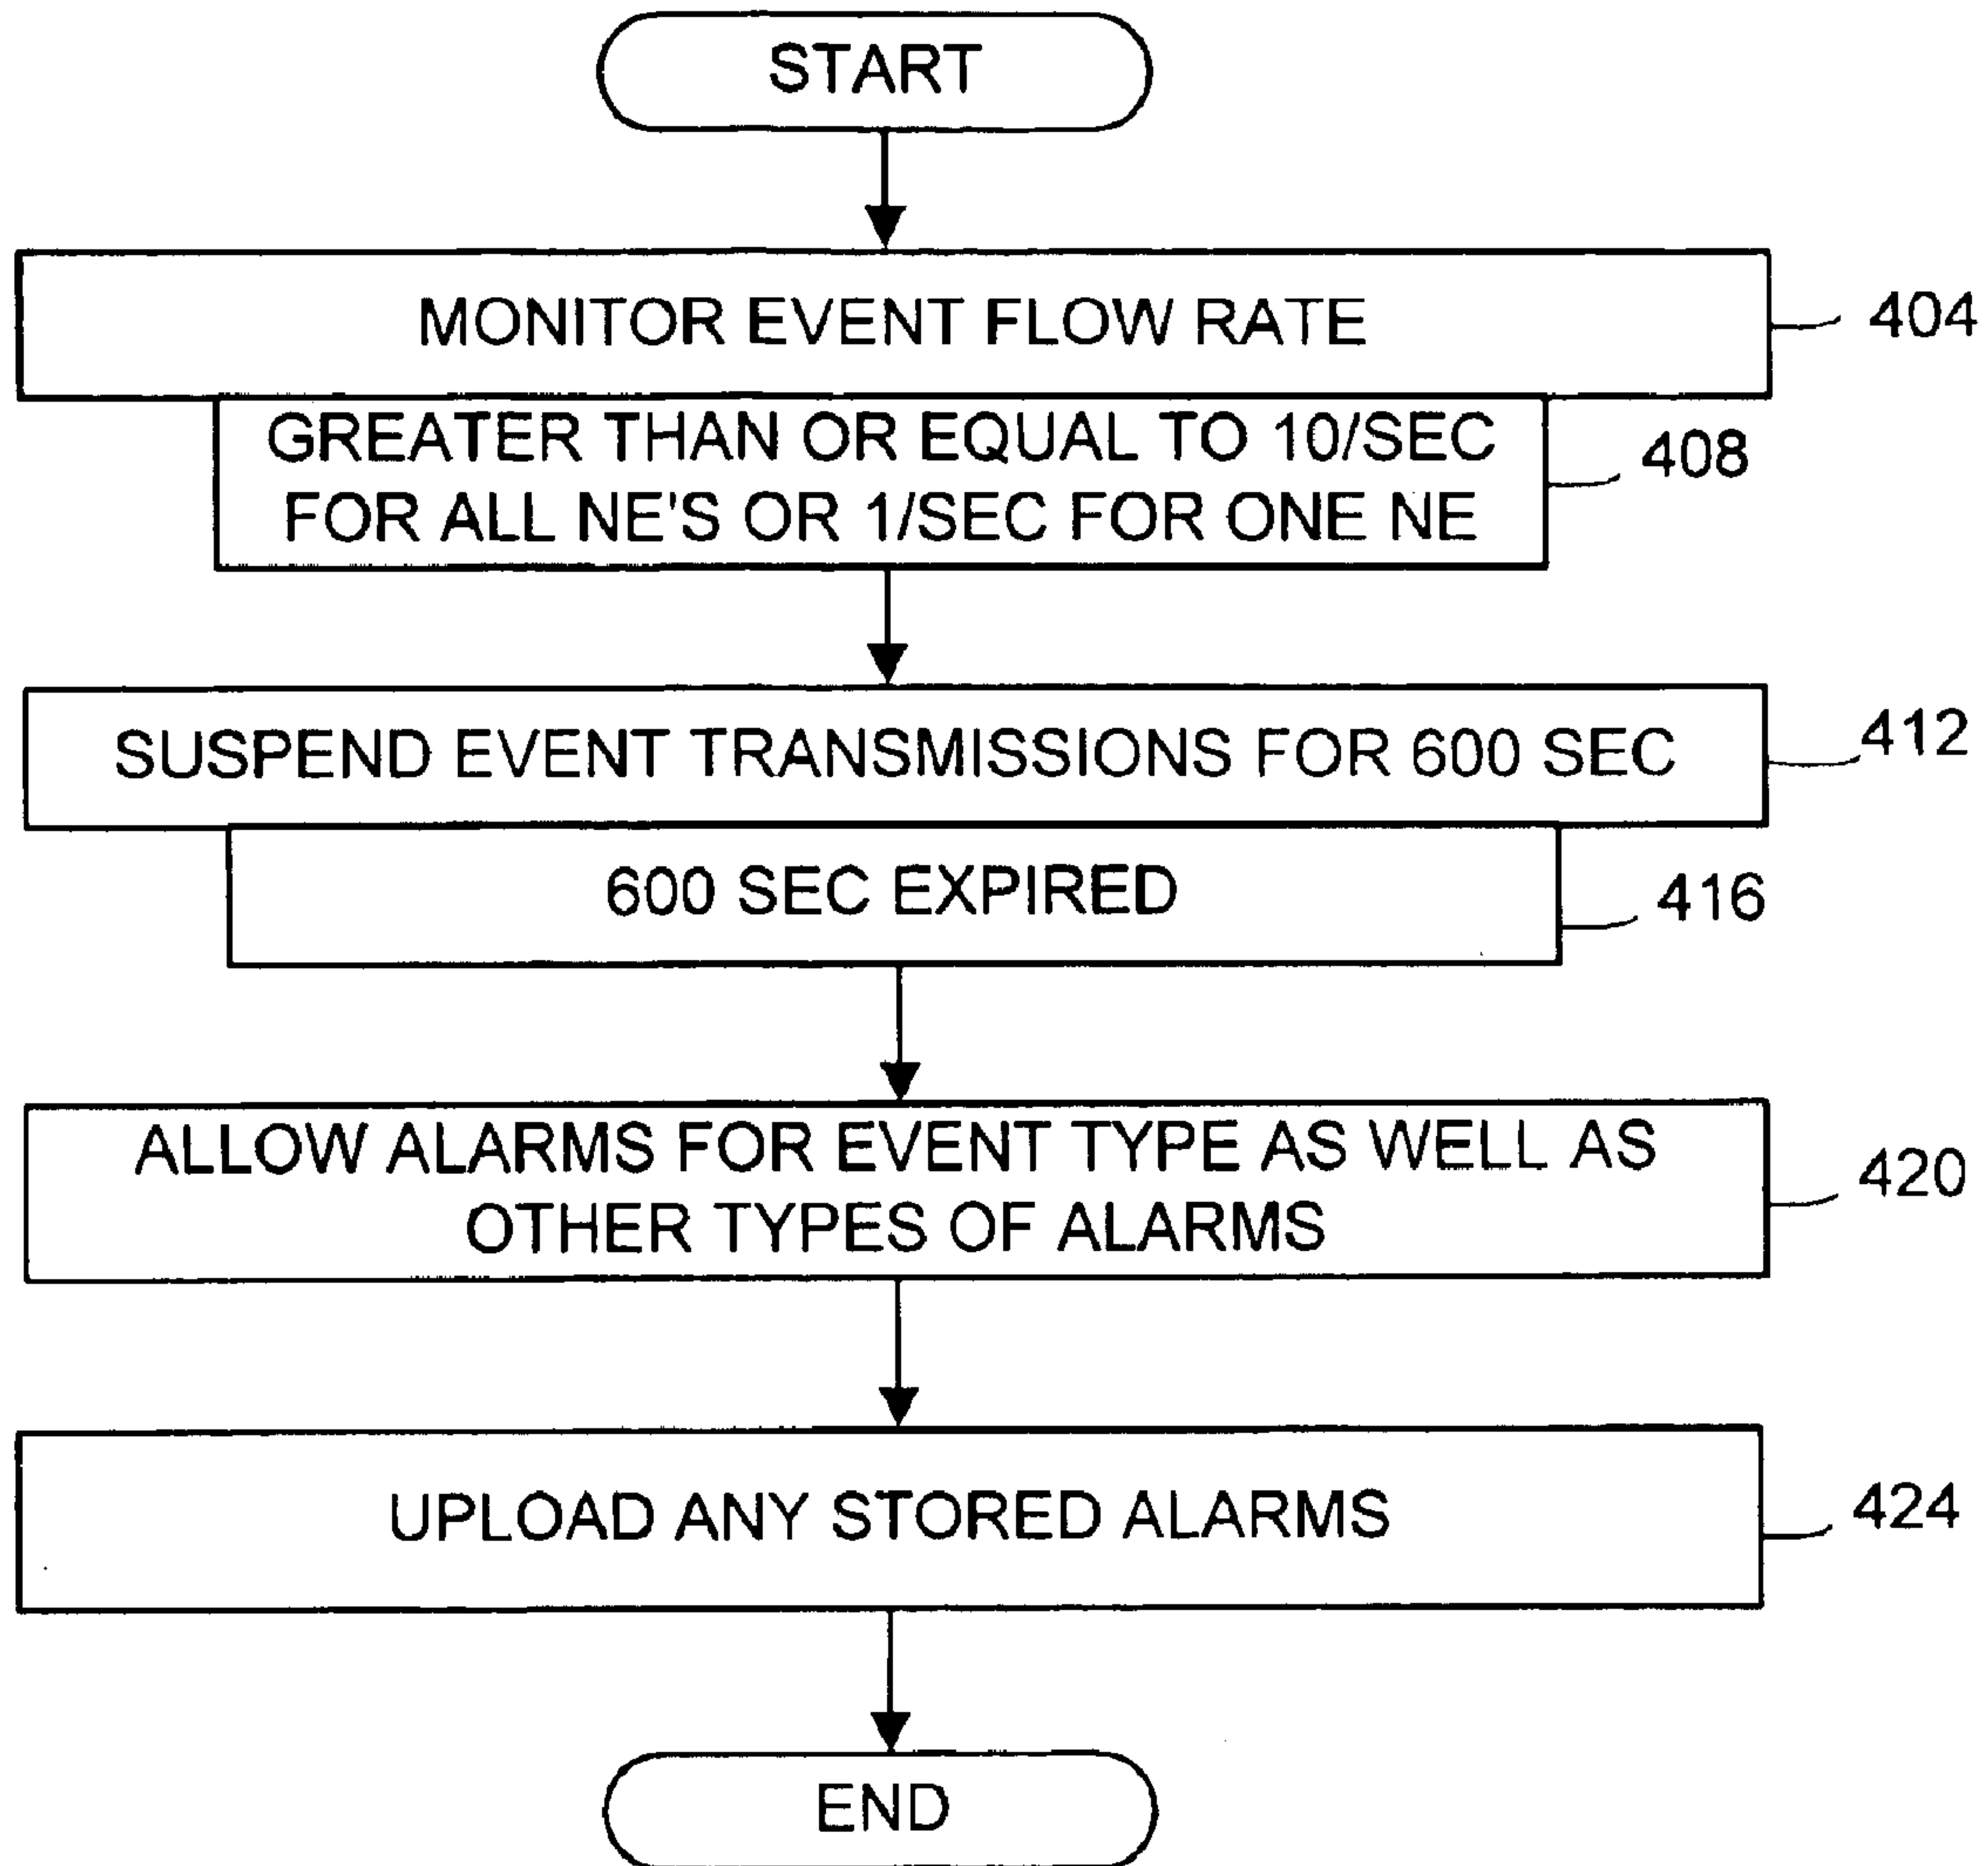 START
MONITOR EVENT FLOW RATE
404
GREATER THAN OR EQUAL TO 10/SEC
FOR ALL NE'S OR 1/SEC FOR ONE NE
408
SUSPEND EVENT TRANSMISSIONS FOR 600 SEC
412
600 SEC EXPIRED
416
ALLOW ALARMS FOR EVENT TYPE AS WELL AS
OTHER TYPES OF ALARMS
420
UPLOAD ANY STORED ALARMS
424
END